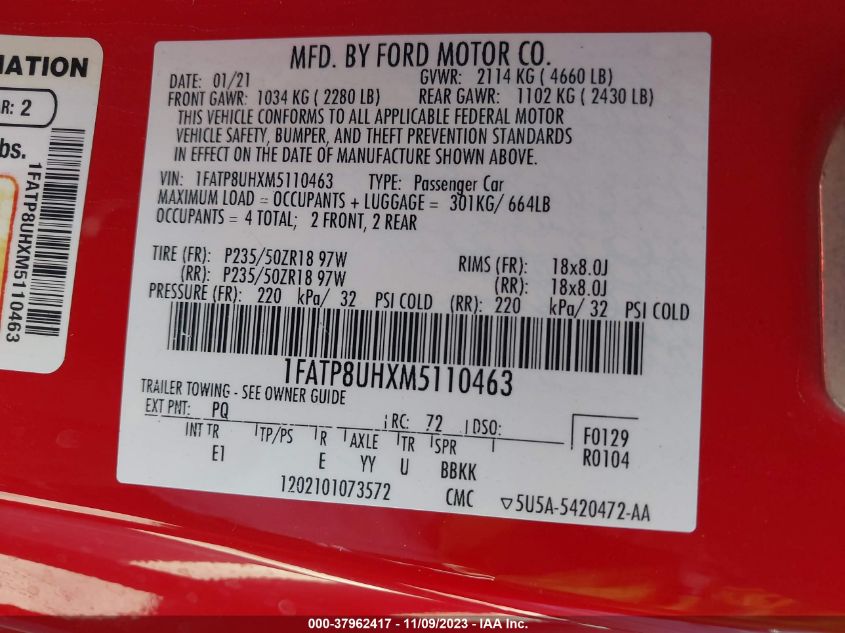 MATION
R: 2
bs.
1FATP8UHXM5110463
MFD. BY FORD MOTOR CO.
DATE: 01/21 GVWR: 2114 KG ( 4660 LB)
FRONT GAWR: 1034 KG ( 2280 LB) REAR GAWR: 1102 KG ( 2430 LB)
THIS VEHICLE CONFORMS TO ALL APPLICABLE FEDERAL MOTOR
VEHICLE SAFETY, BUMPER, AND THEFT PREVENTION STANDARDS
IN EFFECT ON THE DATE OF MANUFACTURE SHOWN ABOVE.
VIN: 1FATP8UHXM5110463 TYPE: Passenger Car
MAXIMUM LOAD = OCCUPANTS + LUGGAGE = 301KG/ 664LB
OCCUPANTS = 4 TOTAL; 2 FRONT, 2 REAR
TIRE (FR): P235/50ZR18 97W RIMS (FR): 18x8.0J
(RR): P235/50ZR18 97W (RR): 18x8.0J
PRESSURE (FR): 220 kPa/ 32 PSI COLD (RR): 220 kPa/ 32 PSI COLD
1FATP8UHXM5110463
TRAILER TOWING - SEE OWNER GUIDE
EXT PNT: PQ RC: 72 DSO: F0129
INT TR TP/PS R AXLE TR SPR R0104
E1 E YY U BBKK
1202101073572 CMC ▽5U5A-5420472-AA
000-37962417 - 11/09/2023 - IAA Inc.